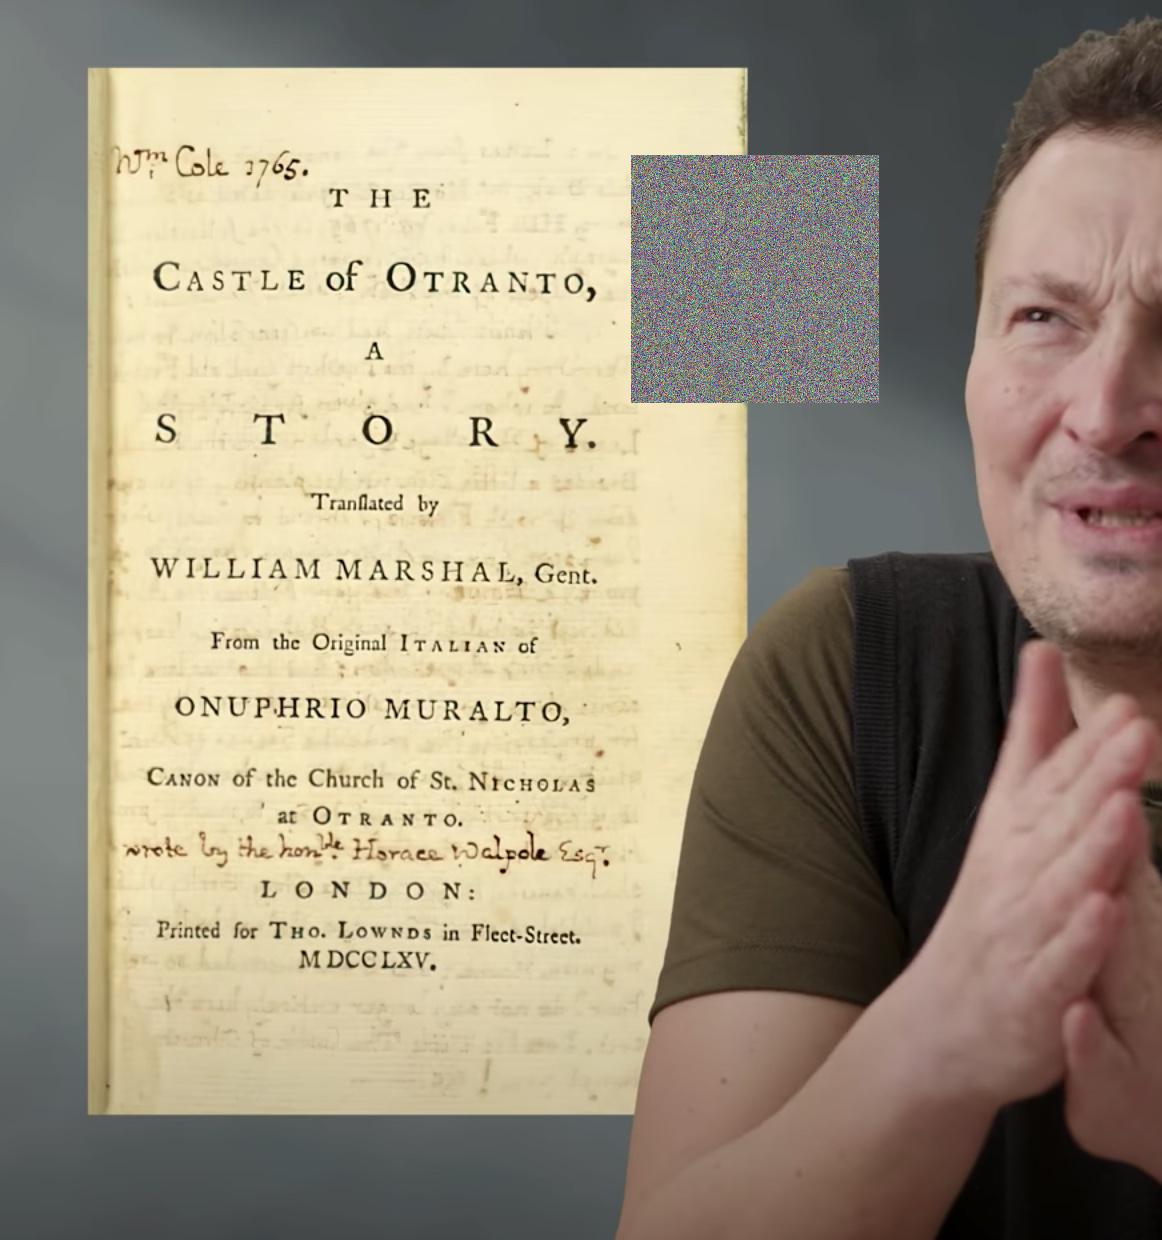 Wm Cole 1765.
THE
CASTLE of OTRANTO,
A
STORY.
Tranſlated by
WILLIAM MARSHAL, Gent.
From the Original ITALIAN of
ONUPHRIO MURALTO,
CANON of the Church of St. NICHOLAS
at OTRANTO.
wrote by the honble. Horace Walpole Esqr.
LONDON:
Printed for THO. LOWNDS in Fleet-Street.
MDCCLXV.